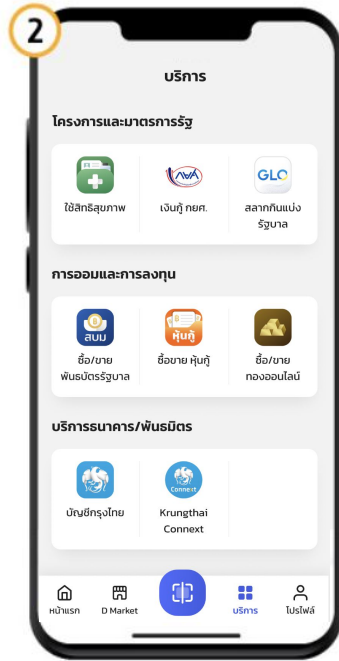 2
บริการ
โครงการและมาตรการรัฐ
GLO
ใช้สิทธิสุขภาพ
เงินกู้ กยศ.
สลากกินแบ่ง
รัฐบาล
การออมและการลงทุน
สบม
หุ้นกู้
ซื้อ/ขาย
พันธบัตรรัฐบาล
ซื้อขาย หุ้นกู้
ซื้อ/ขาย
ทองออนไลน์
บริการธนาคาร/พันธมิตร
Connext
บัญชีกรุงไทย
Krungthai
Connext
หน้าแรก
D Market
บริการ
โปรไฟล์